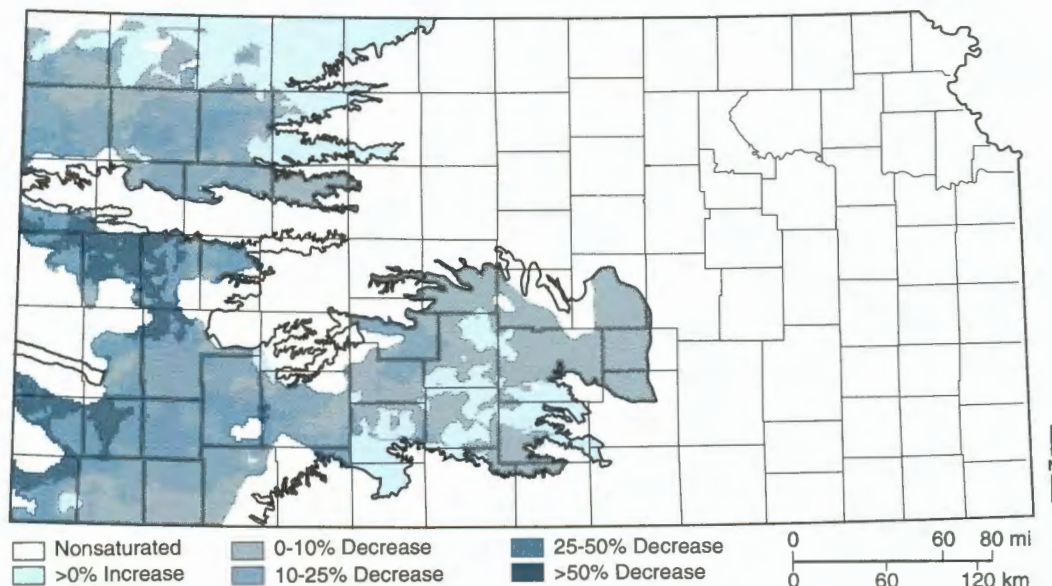 Nonsaturated
>0% Increase
0-10% Decrease
10-25% Decrease
25-50% Decrease
>50% Decrease
0 60 80 mi
0 60 120 km